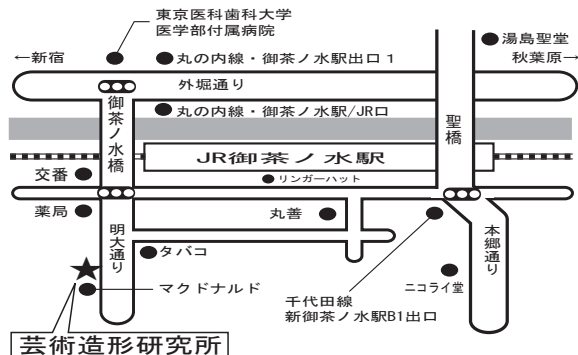 東京医科歯科大学
医学部付属病院
湯島聖堂
←新宿
丸の内線・御茶ノ水駅出口1
秋葉原→
外堀通り
丸の内線・御茶ノ水駅/JR口
御茶ノ水橋
聖橋
JR御茶ノ水駅
交番
リンガーハット
薬局
丸善
明大通り
本郷通り
タバコ
マクドナルド
千代田線
新御茶ノ水駅B1出口
ニコライ堂
芸術造形研究所